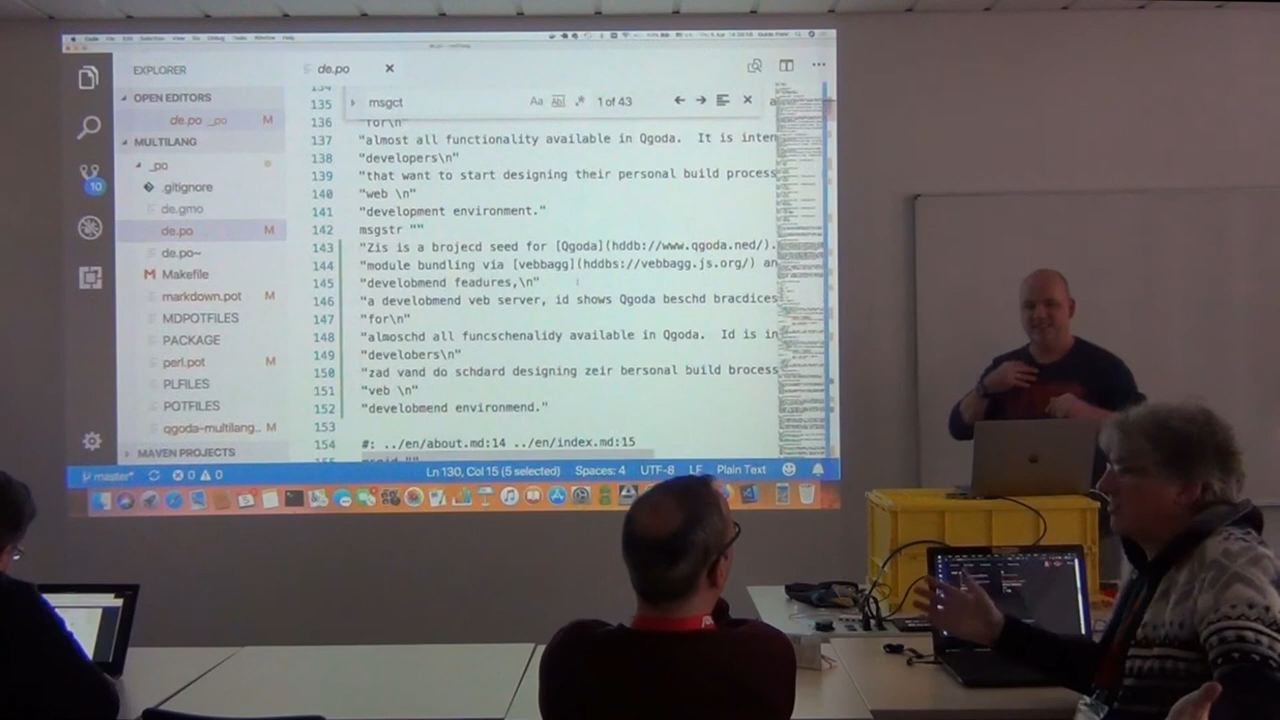 EXPLORER
OPEN EDITORS
de.po _po M
MULTILANG
_po
.gitignore
de.gmo
de.po M
de.po~
M Makefile
markdown.pot M
MDPOTFILES
PACKAGE
perl.pot M
PLFILES
POTFILES
qgoda-multilang.. M
MAVEN PROJECTS
10
de.po
msgct
Aa Abl .* 1 of 43
134
135
136 "for\n"
137 "almost all functionality available in Qgoda. It is inten
138 "developers\n"
139 "that want to start designing their personal build process
140 "web \n"
141 "development environment."
142 msgstr ""
143 "Zis is a brojecd seed for [Qgoda](hddb://www.qgoda.ned/).
144 "module bundling via [vebbagg](hddbs://vebbagg.js.org/) an
145 "develobmend feadures,\n"
146 "a develobmend veb server, id shows Qgoda beschd bracdices
147 "for\n"
148 "almoschd all funcschenalidy available in Qgoda. Id is in
149 "develobers\n"
150 "zad vand do schdard designing zeir bersonal build brocess
151 "veb \n"
152 "develobmend environmend."
153
154 #: ../en/about.md:14 ../en/index.md:15
155 msgid ""
master* 0 0 Ln 130, Col 15 (5 selected) Spaces: 4 UTF-8 LF Plain Text